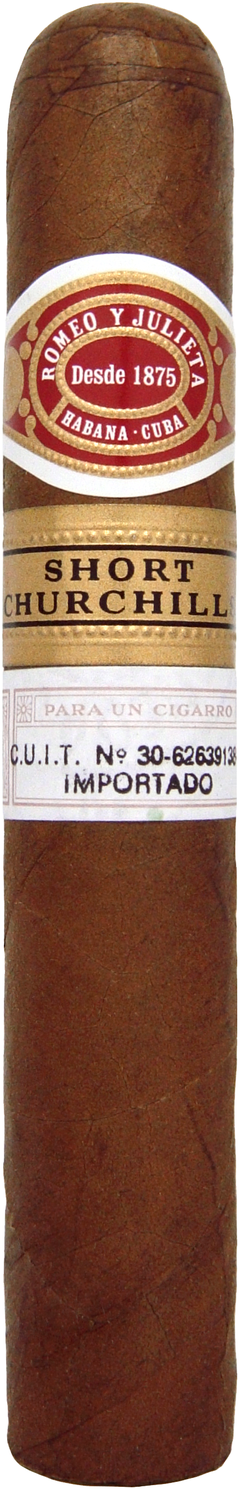 ROMEO Y JULIETA
Desde 1875
HABANA · CUBA
SHORT
CHURCHILL
PARA UN CIGARRO
C.U.I.T. Nº 30-6263913
IMPORTADO